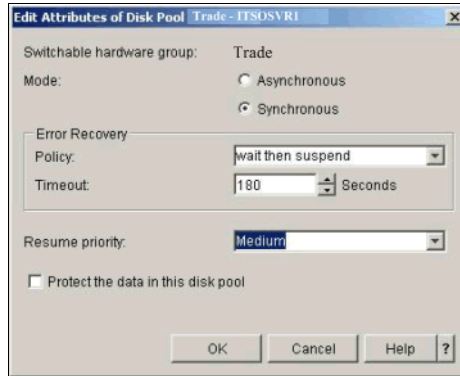 Edit Attributes of Disk Pool Trade - ITSOSVR1
Switchable hardware group: Trade
Mode: Asynchronous
Synchronous
Error Recovery
Policy: wait then suspend
Timeout: 180 Seconds
Resume priority: Medium
Protect the data in this disk pool
OK Cancel Help ?